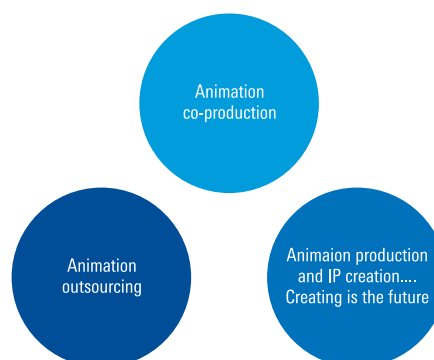 Animation
co-production
Animation
outsourcing
Animaion production
and IP creation....
Creating is the future